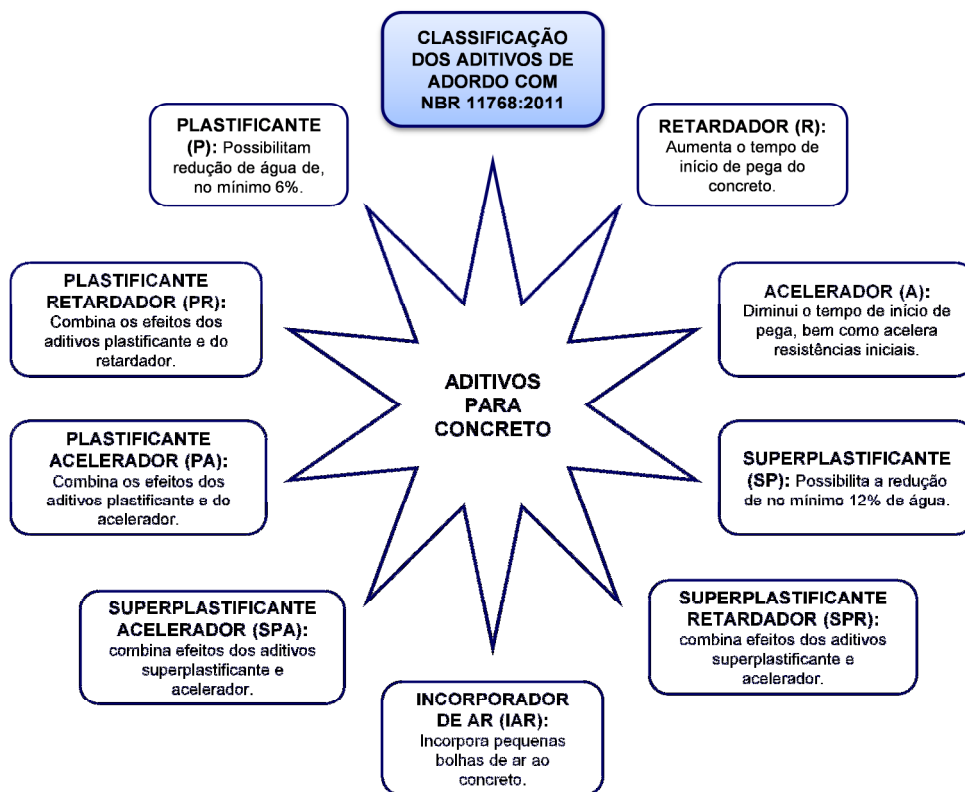 CLASSIFICAÇÃO
DOS ADITIVOS DE
ADORDO COM
NBR 11768:2011
PLASTIFICANTE
(P): Possibilitam
redução de água de,
no mínimo 6%.
RETARDADOR (R):
Aumenta o tempo de
início de pega do
concreto.
PLASTIFICANTE
RETARDADOR (PR):
Combina os efeitos dos
aditivos plastificante e do
retardador.
ACELERADOR (A):
Diminui o tempo de início de
pega, bem como acelera
resistências iniciais.
ADITIVOS
PARA
CONCRETO
PLASTIFICANTE
ACELERADOR (PA):
Combina os efeitos dos
aditivos plastificante e do
acelerador.
SUPERPLASTIFICANTE
(SP): Possibilita a redução
de no mínimo 12% de água.
SUPERPLASTIFICANTE
ACELERADOR (SPA):
combina efeitos dos aditivos
superplastificante e
acelerador.
SUPERPLASTIFICANTE
RETARDADOR (SPR):
combina efeitos dos aditivos
superplastificante e
acelerador.
INCORPORADOR
DE AR (IAR):
Incorpora pequenas
bolhas de ar ao
concreto.